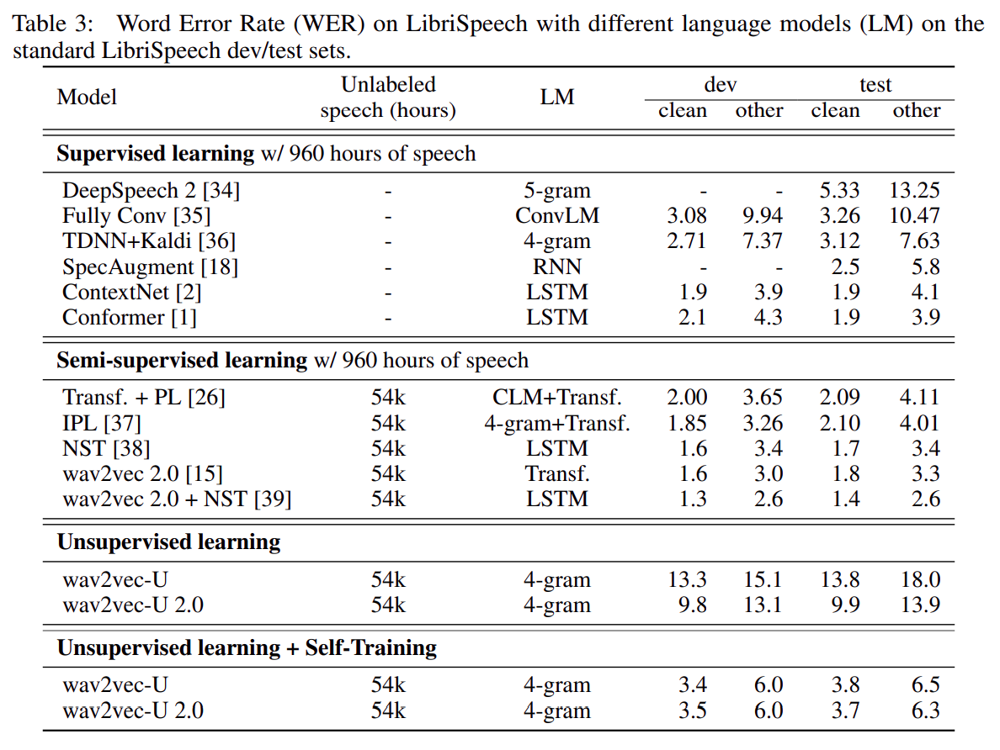 Table 3: Word Error Rate (WER) on LibriSpeech with different language models (LM) on the
standard LibriSpeech dev/test sets.
Model Unlabeled speech (hours) LM dev test
clean other clean other
Supervised learning w/ 960 hours of speech
DeepSpeech 2 [34] - 5-gram - - 5.33 13.25
Fully Conv [35] - ConvLM 3.08 9.94 3.26 10.47
TDNN+Kaldi [36] - 4-gram 2.71 7.37 3.12 7.63
SpecAugment [18] - RNN - - 2.5 5.8
ContextNet [2] - LSTM 1.9 3.9 1.9 4.1
Conformer [1] - LSTM 2.1 4.3 1.9 3.9
Semi-supervised learning w/ 960 hours of speech
Transf. + PL [26] 54k CLM+Transf. 2.00 3.65 2.09 4.11
IPL [37] 54k 4-gram+Transf. 1.85 3.26 2.10 4.01
NST [38] 54k LSTM 1.6 3.4 1.7 3.4
wav2vec 2.0 [15] 54k Transf. 1.6 3.0 1.8 3.3
wav2vec 2.0 + NST [39] 54k LSTM 1.3 2.6 1.4 2.6
Unsupervised learning
wav2vec-U 54k 4-gram 13.3 15.1 13.8 18.0
wav2vec-U 2.0 54k 4-gram 9.8 13.1 9.9 13.9
Unsupervised learning + Self-Training
wav2vec-U 54k 4-gram 3.4 6.0 3.8 6.5
wav2vec-U 2.0 54k 4-gram 3.5 6.0 3.7 6.3